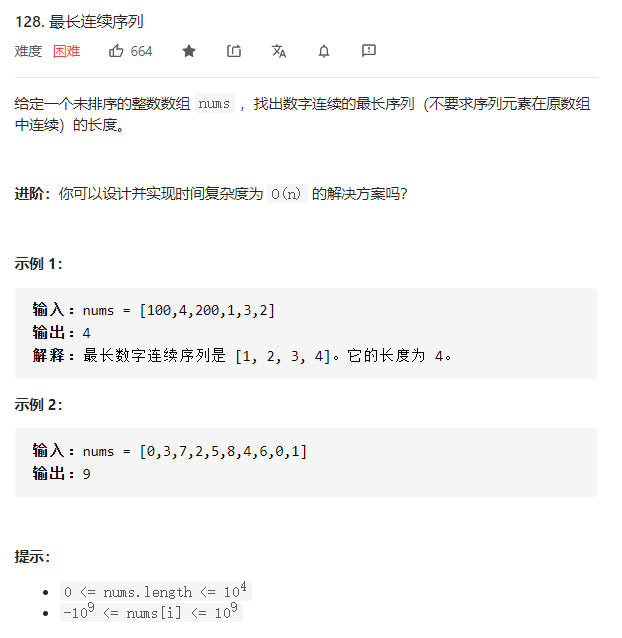 128. 最长连续序列
难度 困难 664
给定一个未排序的整数数组 nums ，找出数字连续的最长序列（不要求序列元素在原数组
中连续）的长度。
进阶：你可以设计并实现时间复杂度为 O(n) 的解决方案吗？
示例 1：
输入：nums = [100,4,200,1,3,2]
输出：4
解释：最长数字连续序列是 [1, 2, 3, 4]。它的长度为 4。
示例 2：
输入：nums = [0,3,7,2,5,8,4,6,0,1]
输出：9
提示：
• 0 <= nums.length <= 10⁴
• -10⁹ <= nums[i] <= 10⁹